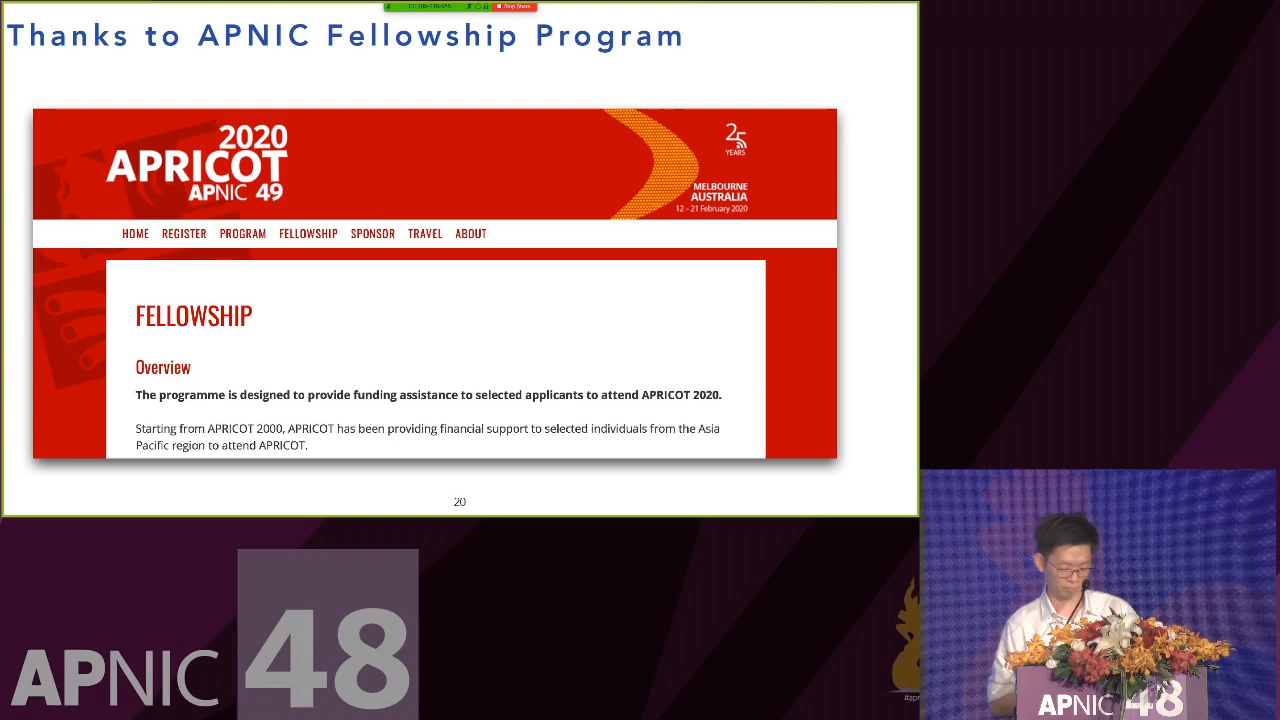 Stop Share
Thanks to APNIC Fellowship Program
2020
APRICOT
APNIC 49
25
YEARS
MELBOURNE
AUSTRALIA
12 - 21 February 2020
HOME REGISTER PROGRAM FELLOWSHIP SPONSOR TRAVEL ABOUT
FELLOWSHIP
Overview
The programme is designed to provide funding assistance to selected applicants to attend APRICOT 2020.
Starting from APRICOT 2000, APRICOT has been providing financial support to selected individuals from the Asia
Pacific region to attend APRICOT.
20
APNIC 48
#apn
APNIC 48